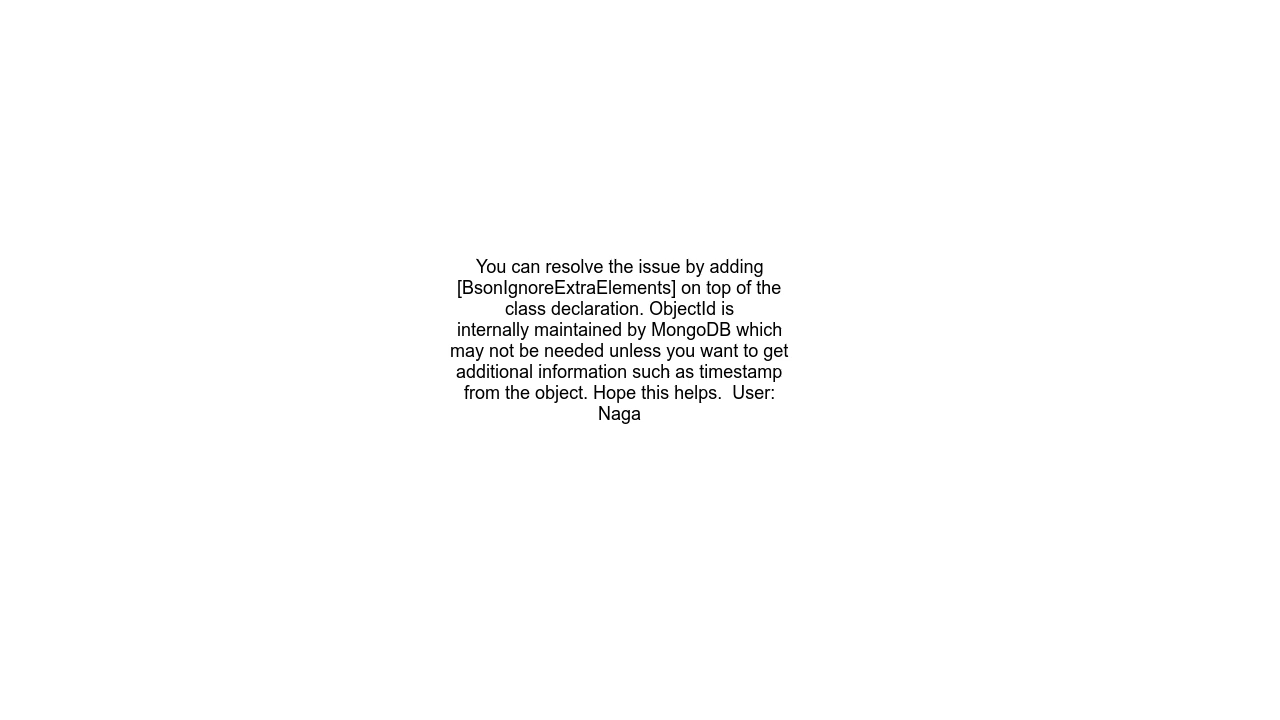 You can resolve the issue by adding
[BsonIgnoreExtraElements] on top of the
class declaration. ObjectId is
internally maintained by MongoDB which
may not be needed unless you want to get
additional information such as timestamp
from the object. Hope this helps.  User:
Naga